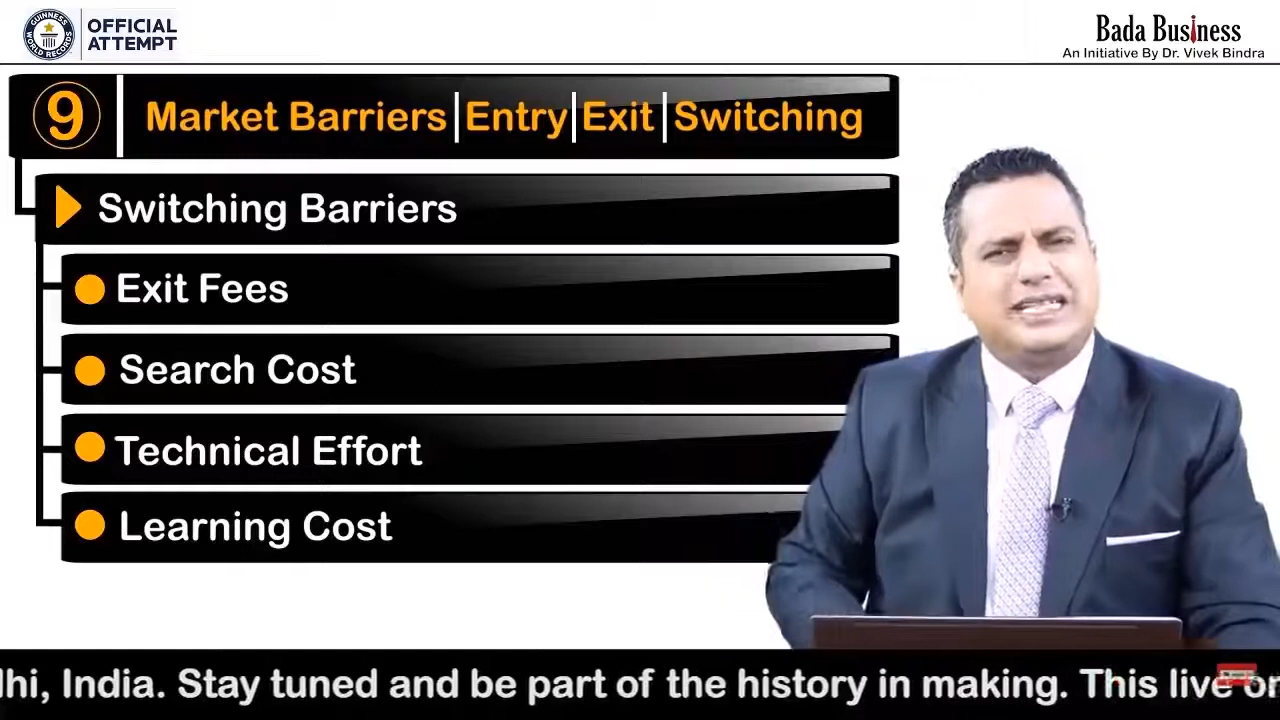 GUINNESS WORLD RECORDS
OFFICIAL
ATTEMPT
Bada Business
An Initiative By Dr. Vivek Bindra
9 Market Barriers|Entry|Exit|Switching
Switching Barriers
Exit Fees
Search Cost
Technical Effort
Learning Cost
lhi, India. Stay tuned and be part of the history in making. This live on